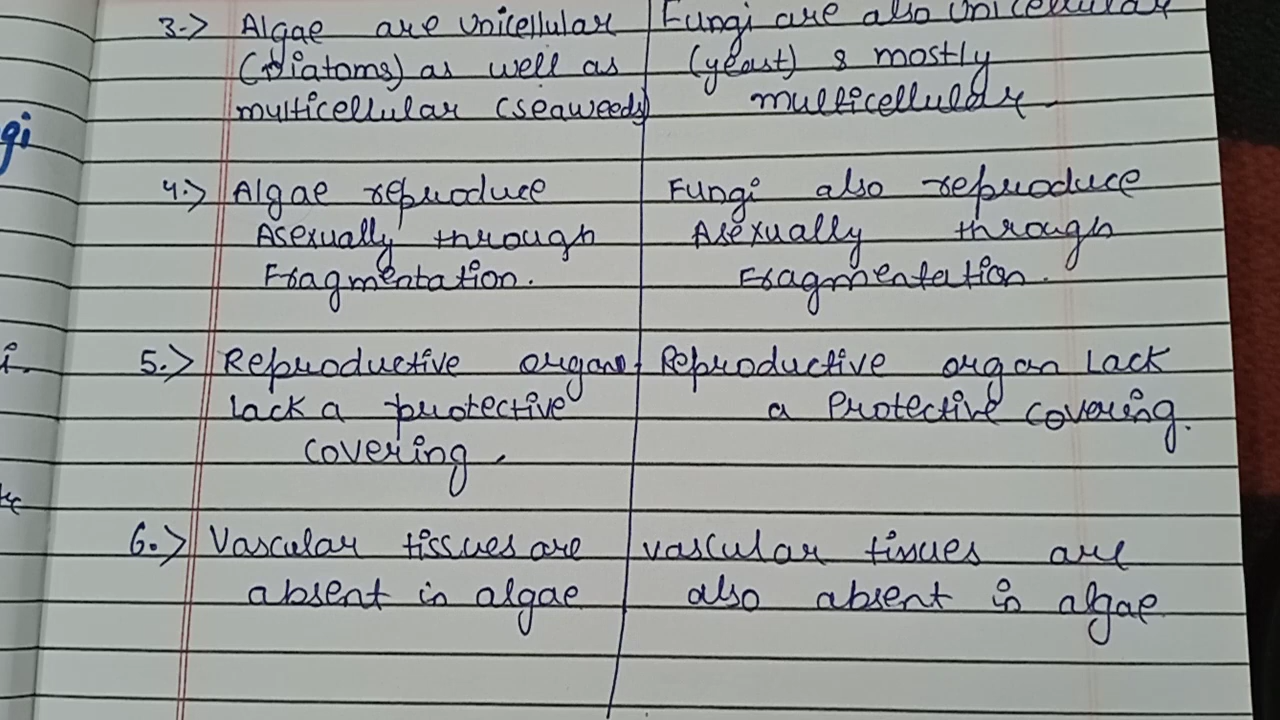 3.> Algae are Unicellular
(Diatoms) as well as
multicellular (seaweeds)
Fungi are also Unicellular
(yeast) & mostly
multicellular
4.> Algae reproduce
Asexually through
Fragmentation.
Fungi also reproduce
Asexually through
Fragmentation.
5.> Reproductive organs
lack a protective
covering.
Reproductive organ lack
a Protective covering.
6.> Vascular tissues are
absent in algae
vascular tissues are
also absent in algae
gi
i.